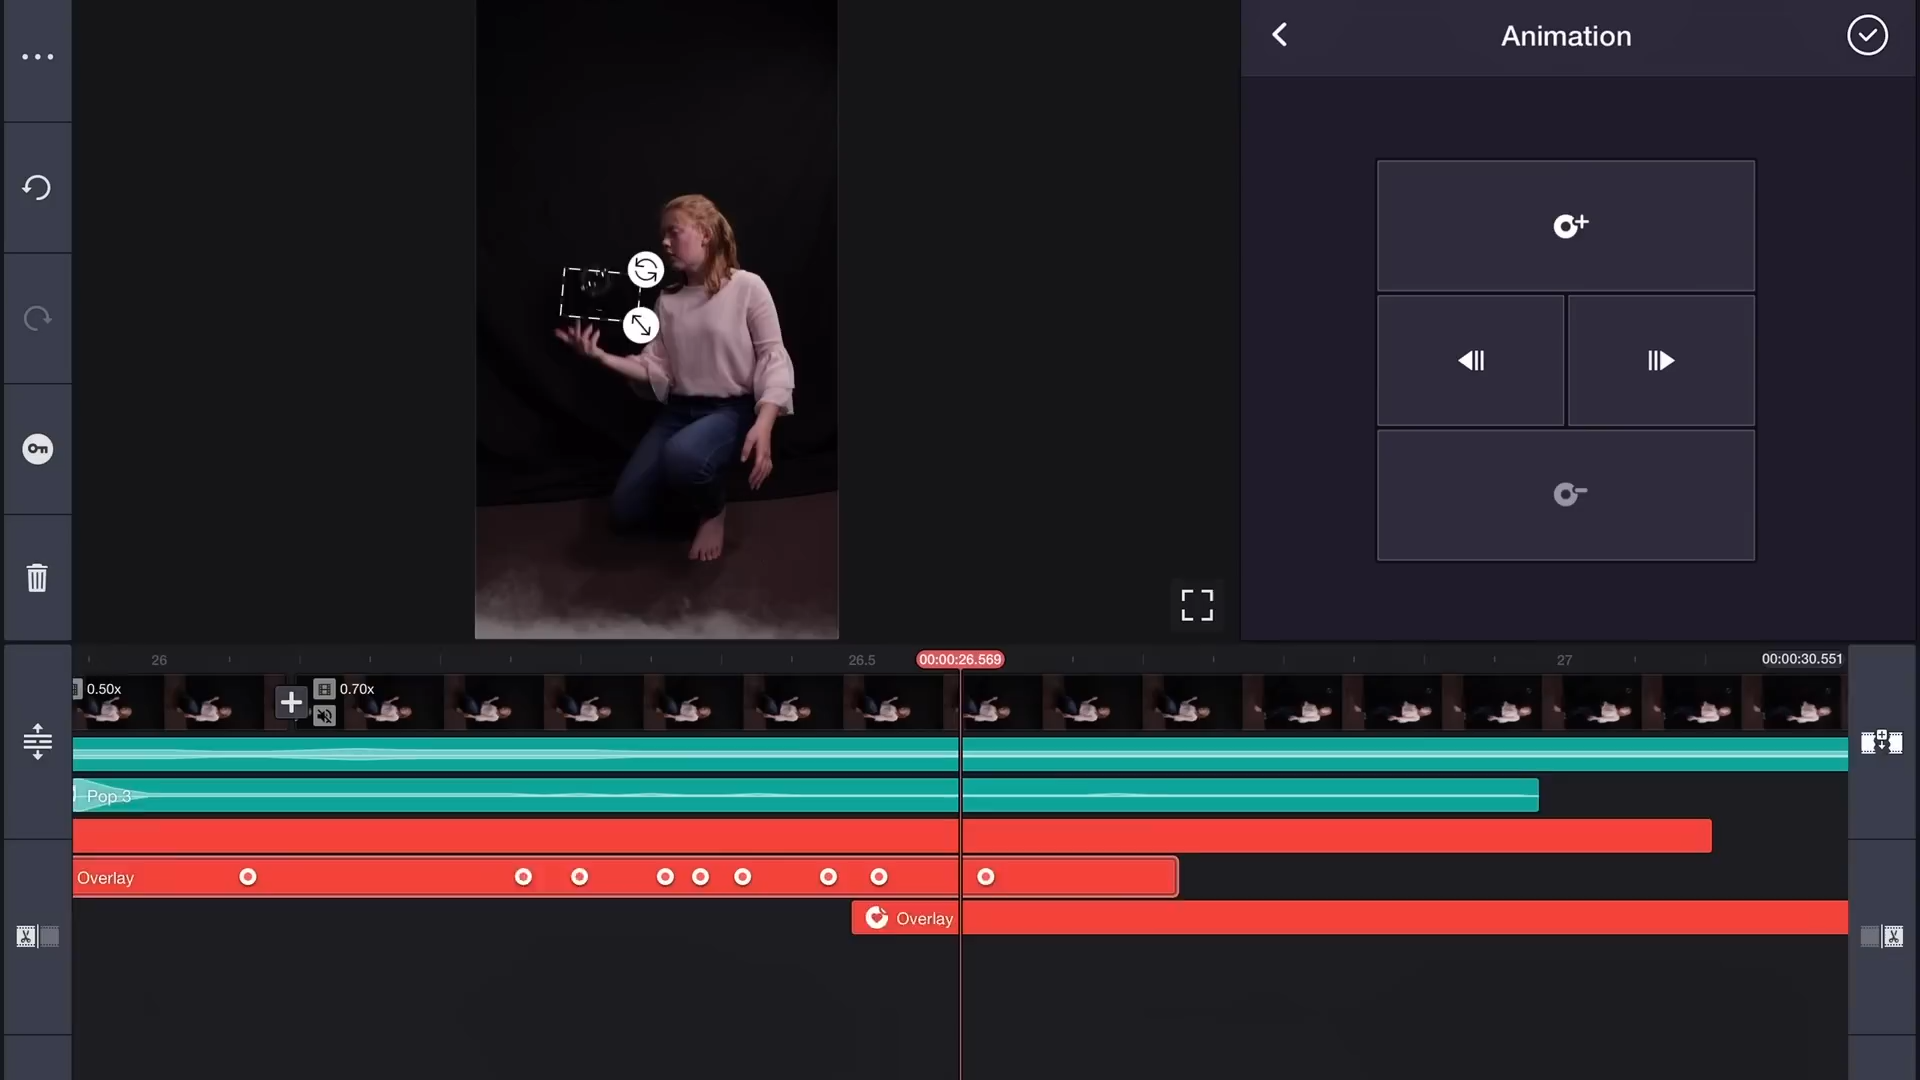 Animation
26
26.5
00:00:26.569
27
00:00:30.551
0.50x
0.70x
Pop 3
Overlay
Overlay